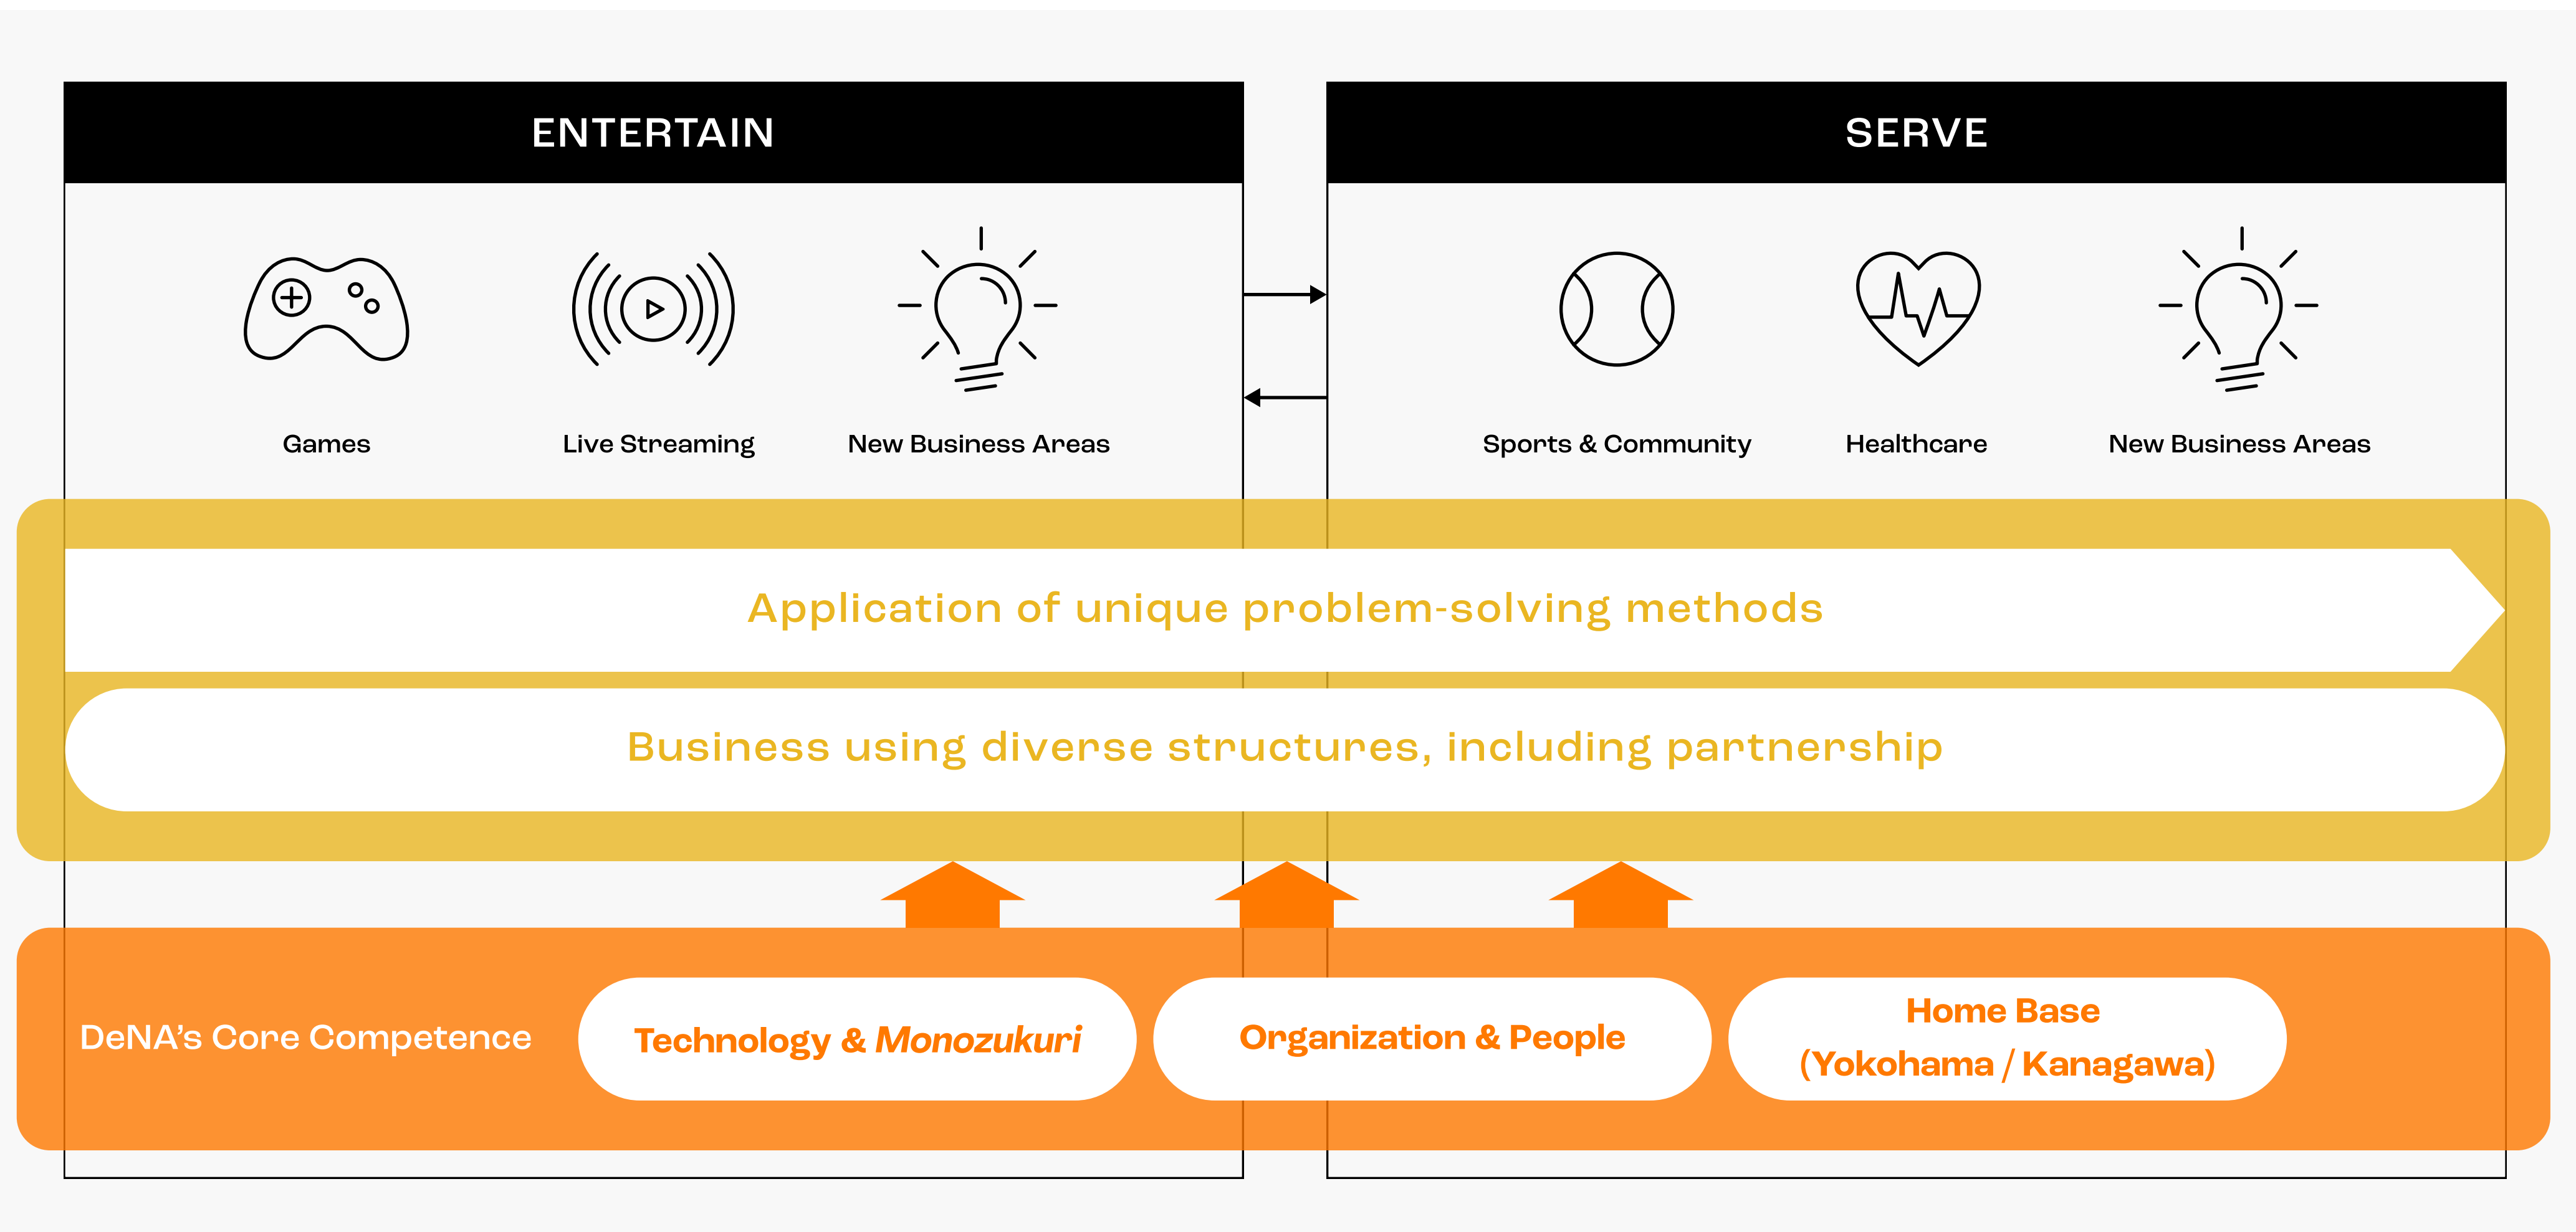 ENTERTAIN
SERVE
Games
Live Streaming
New Business Areas
Sports & Community
Healthcare
New Business Areas
Application of unique problem-solving methods
Business using diverse structures, including partnership
DeNA’s Core Competence
Technology & Monozukuri
Organization & People
Home Base
(Yokohama / Kanagawa)